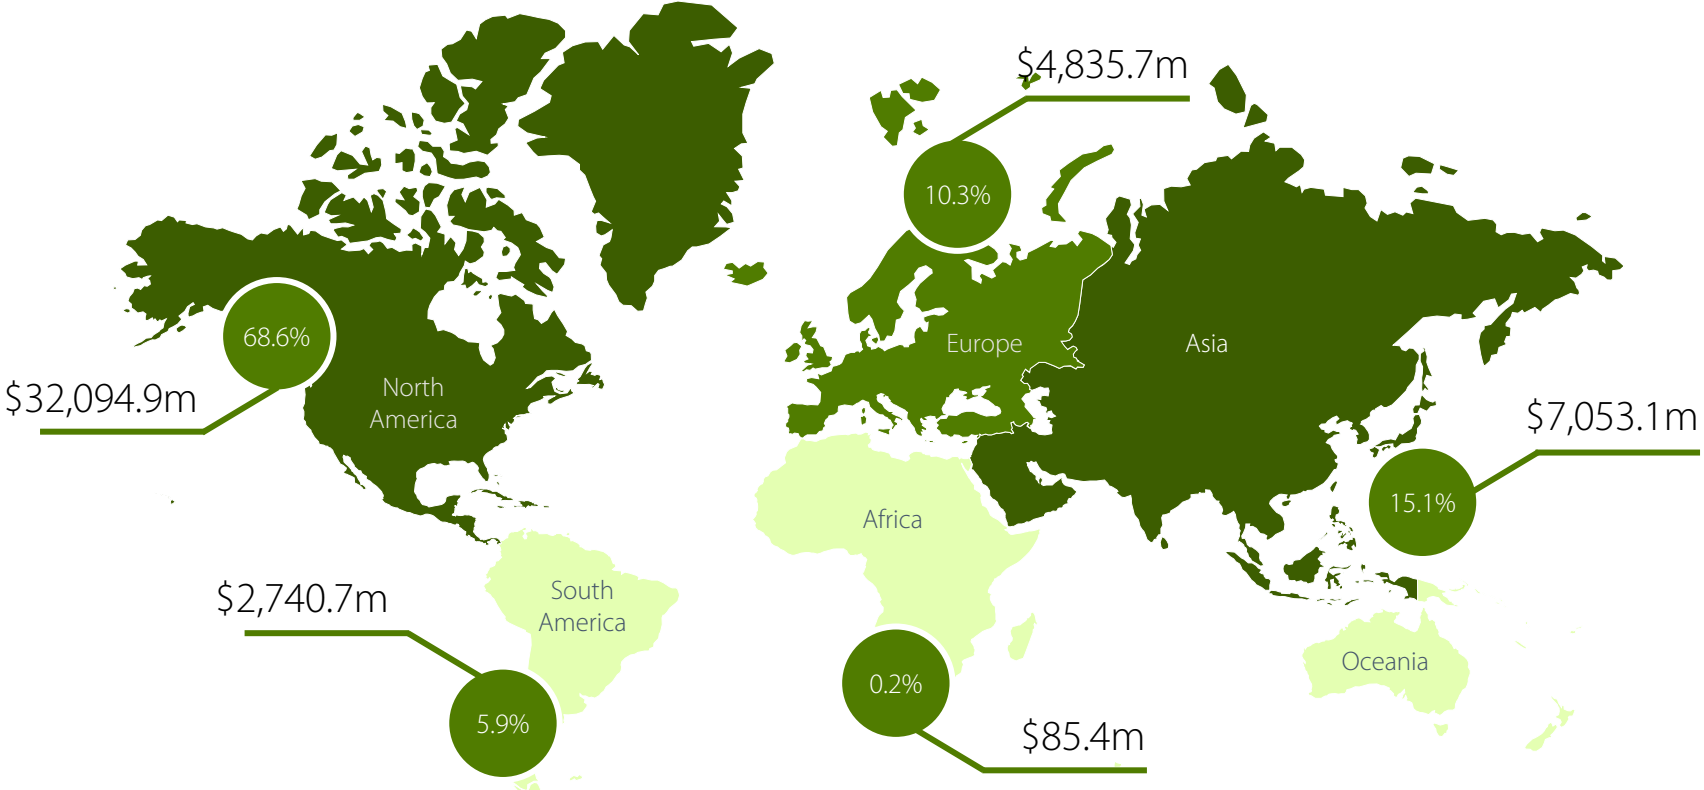 $4,835.7m
10.3%
68.6%
Europe
Asia
North
America
$32,094.9m
$7,053.1m
15.1%
Africa
South
America
$2,740.7m
Oceania
0.2%
5.9%
$85.4m